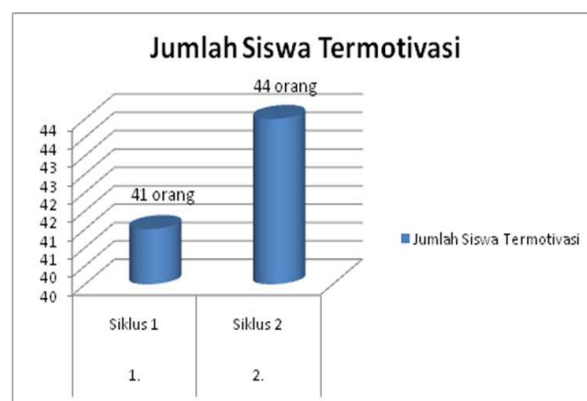 Jumlah Siswa Termotivasi
44 orang
41 orang
44
44
43
43
42
42
41
41
40
40
Jumlah Siswa Termotivasi
Siklus 1
Siklus 2
1.
2.